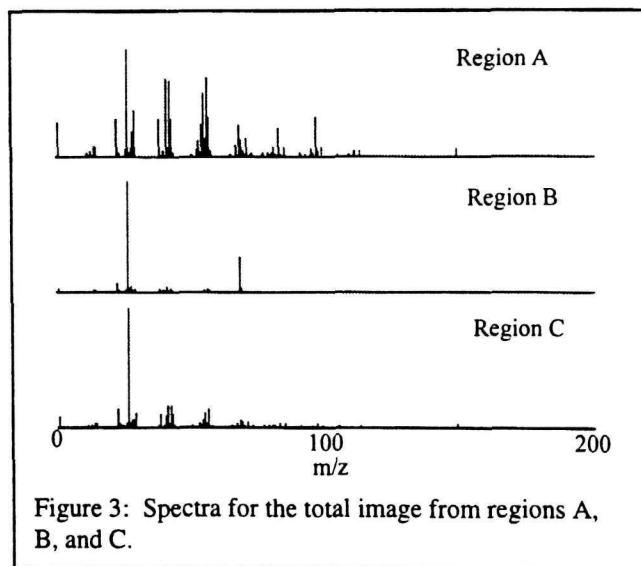 Region A
Region B
Region C
0 100 200
m/z
Figure 3: Spectra for the total image from regions A,
B, and C.